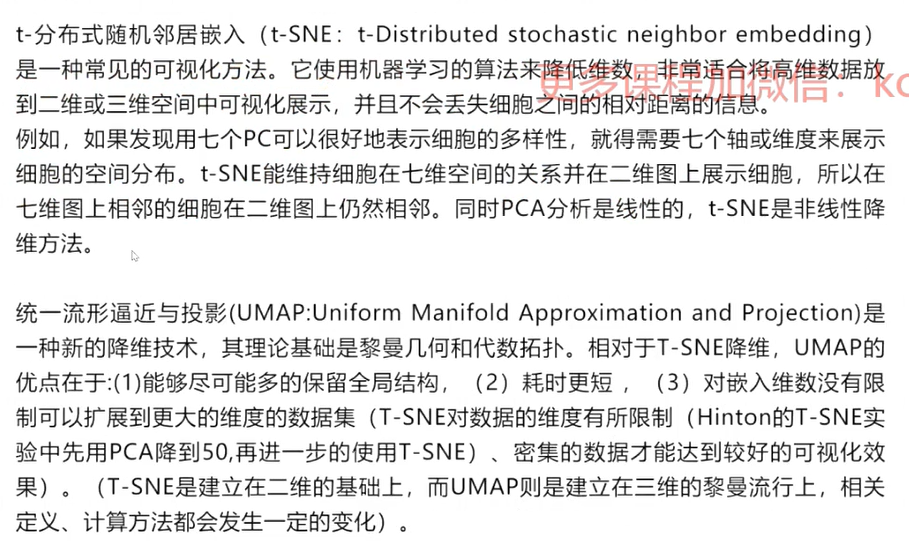 t-分布式随机邻居嵌入（t-SNE：t-Distributed stochastic neighbor embedding）
是一种常见的可视化方法。它使用机器学习的算法来降低维数，非常适合将高维数据放
更多课程加微信：kc
到二维或三维空间中可视化展示，并且不会丢失细胞之间的相对距离的信息。
例如，如果发现用七个PC可以很好地表示细胞的多样性，就得需要七个轴或维度来展示
细胞的空间分布。t-SNE能维持细胞在七维空间的关系并在二维图上展示细胞，所以在
七维图上相邻的细胞在二维图上仍然相邻。同时PCA分析是线性的，t-SNE是非线性降
维方法。
统一流形逼近与投影(UMAP:Uniform Manifold Approximation and Projection)是
一种新的降维技术，其理论基础是黎曼几何和代数拓扑。相对于T-SNE降维，UMAP的
优点在于:(1)能够尽可能多的保留全局结构，（2）耗时更短，（3）对嵌入维数没有限
制可以扩展到更大的维度的数据集（T-SNE对数据的维度有所限制（Hinton的T-SNE实
验中先用PCA降到50,再进一步的使用T-SNE）、密集的数据才能达到较好的可视化效
果）。（T-SNE是建立在二维的基础上，而UMAP则是建立在三维的黎曼流行上，相关
定义、计算方法都会发生一定的变化）。